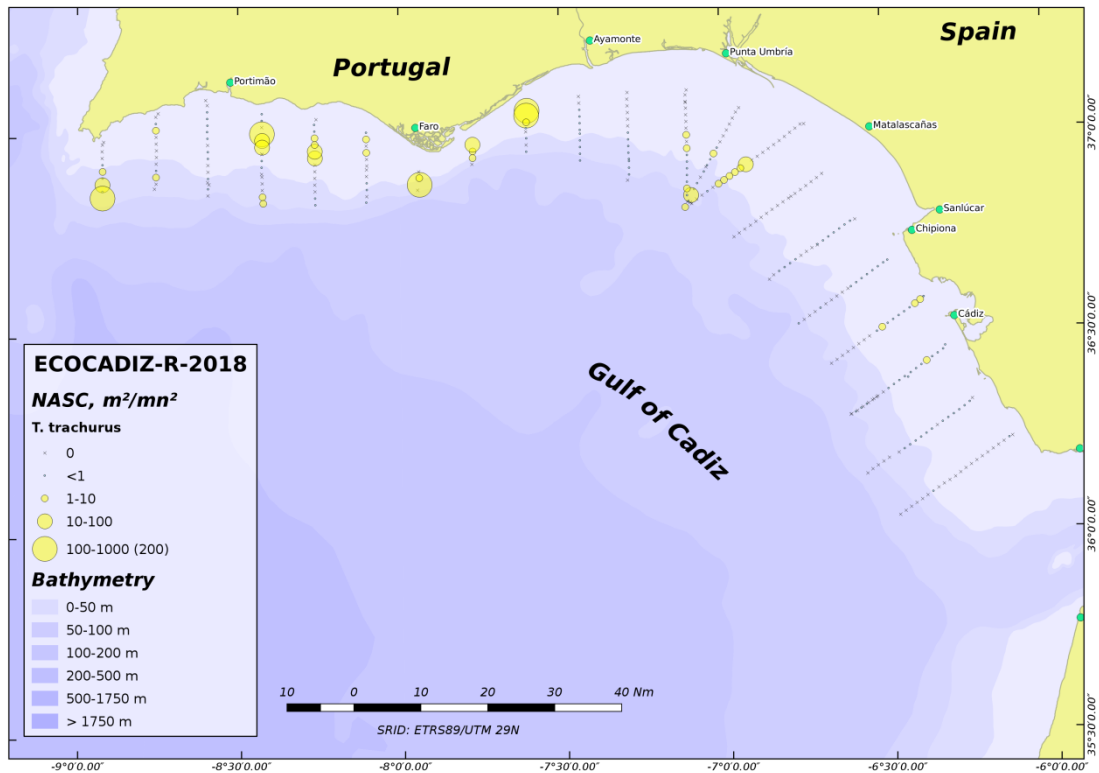 Spain
Ayamonte
Punta Umbría
Portugal
Portimão
Faro
Matalascañas
37°0'0.00"
Sanlúcar
Chipiona
Cádiz
36°30'0.00"
ECOCADIZ-R-2018
NASC, m²/mn²
T. trachurus
0
<1
1-10
10-100
100-1000 (200)
Bathymetry
0-50 m
50-100 m
100-200 m
200-500 m
500-1750 m
> 1750 m
Gulf of Cadiz
36°0'0.00"
10 0 10 20 30 40 Nm
SRID: ETRS89/UTM 29N
35°30'0.00"
-9°0'0.00" -8°30'0.00" -8°0'0.00" -7°30'0.00" -7°0'0.00" -6°30'0.00" -6°0'0.00"